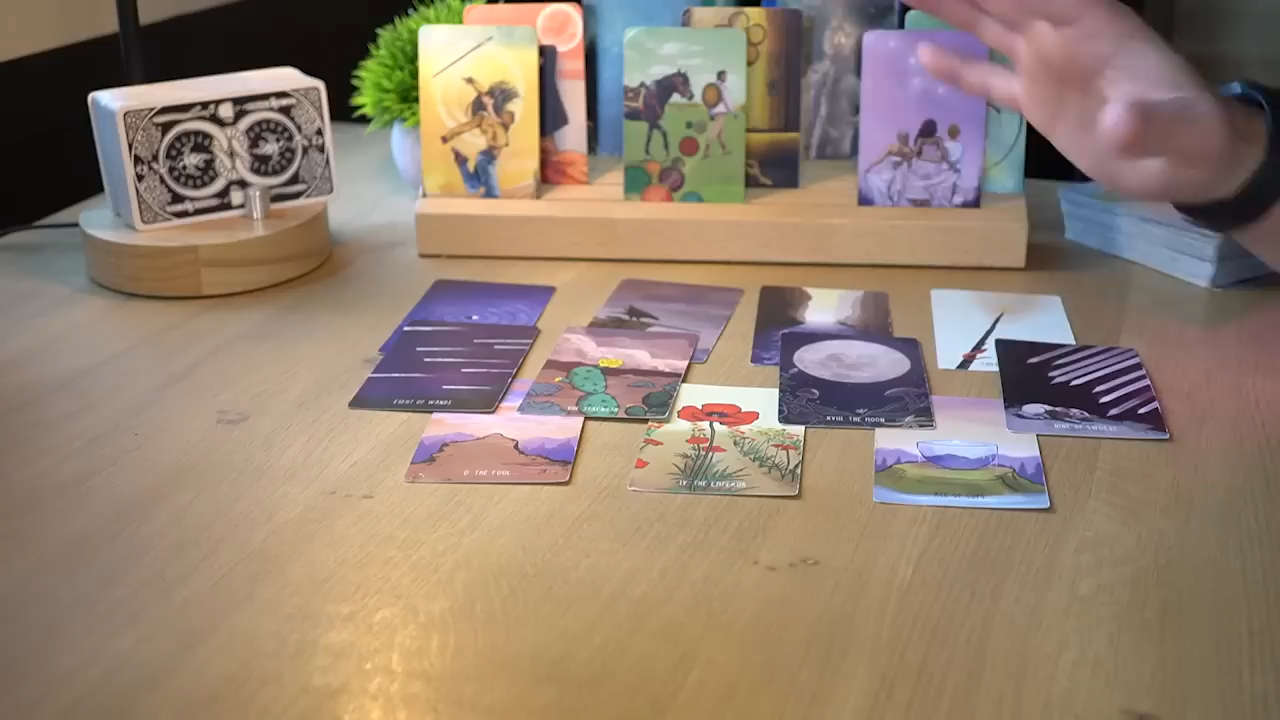 EIGHT OF WANDS
VIII STRENGTH
XVIII THE MOON
NINE OF SWORDS
0 THE FOOL
IV THE EMPEROR
ACE OF CUPS